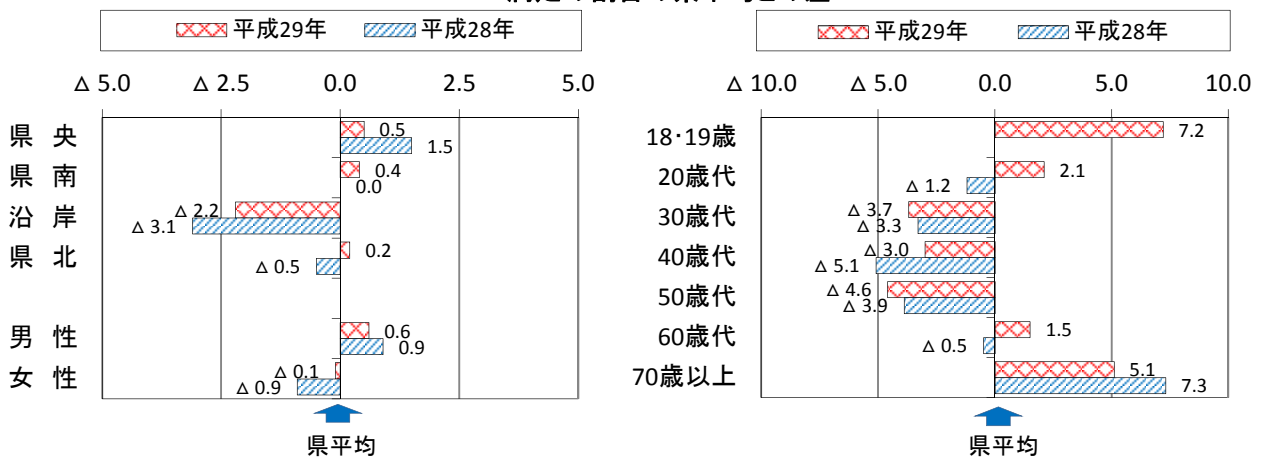 平成29年 平成28年
△ 5.0 △ 2.5 0.0 2.5 5.0
県 央 0.5
1.5
県 南 0.4
0.0
沿 岸 △ 2.2
△ 3.1
県 北 0.2
△ 0.5
男 性 0.6
0.9
女 性 △ 0.1
△ 0.9
県平均
平成29年 平成28年
△ 10.0 △ 5.0 0.0 5.0 10.0
18･19歳 7.2
20歳代 2.1
△ 1.2
30歳代 △ 3.7
△ 3.3
40歳代 △ 3.0
△ 5.1
50歳代 △ 4.6
△ 3.9
60歳代 1.5
△ 0.5
70歳以上 5.1
7.3
県平均